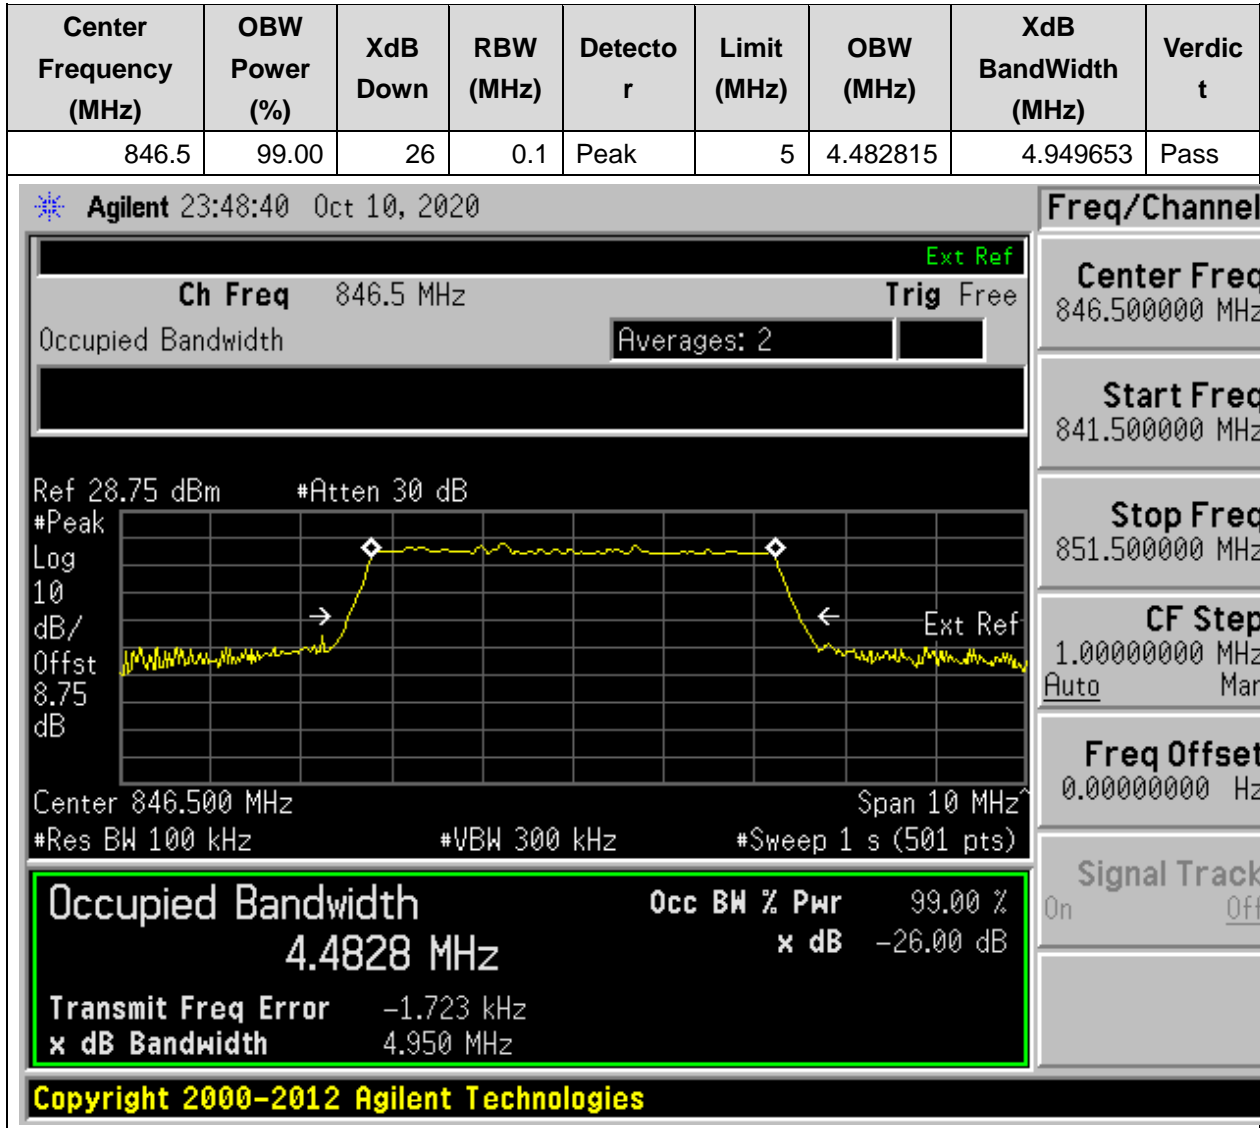 Center Frequency (MHz) OBW Power (%) XdB Down RBW (MHz) Detecto r Limit (MHz) OBW (MHz) XdB BandWidth (MHz) Verdic t
846.5 99.00 26 0.1 Peak 5 4.482815 4.949653 Pass
Agilent 23:48:40 Oct 10, 2020
Freq/Channel
Ext Ref
Ch Freq 846.5 MHz Trig Free
Occupied Bandwidth Averages: 2
Center Freq
846.500000 MHz
Start Freq
841.500000 MHz
Stop Freq
851.500000 MHz
CF Step
1.00000000 MHz
Auto Man
Freq Offset
0.00000000 Hz
Signal Track
On Off
Ref 28.75 dBm #Atten 30 dB
#Peak
Log
10
dB/
Offst
8.75
dB
Ext Ref
Center 846.500 MHz Span 10 MHz^
#Res BW 100 kHz #VBW 300 kHz #Sweep 1 s (501 pts)
Occupied Bandwidth Occ BW % Pwr 99.00 %
4.4828 MHz x dB -26.00 dB
Transmit Freq Error -1.723 kHz
x dB Bandwidth 4.950 MHz
Copyright 2000-2012 Agilent Technologies